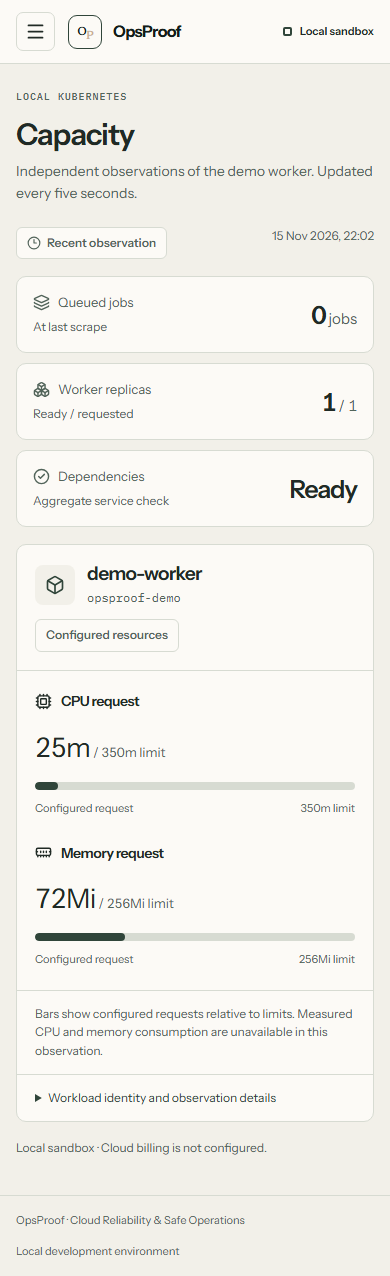 OP OpsProof Local sandbox
LOCAL KUBERNETES
Capacity
Independent observations of the demo worker. Updated
every five seconds.
Recent observation 15 Nov 2026, 22:02
Queued jobs
At last scrape
0 jobs
Worker replicas
Ready / requested
1 / 1
Dependencies
Aggregate service check
Ready
demo-worker
opsproof-demo
Configured resources
CPU request
25m / 350m limit
Configured request 350m limit
Memory request
72Mi / 256Mi limit
Configured request 256Mi limit
Bars show configured requests relative to limits. Measured
CPU and memory consumption are unavailable in this
observation.
Workload identity and observation details
Local sandbox · Cloud billing is not configured.
OpsProof · Cloud Reliability & Safe Operations
Local development environment